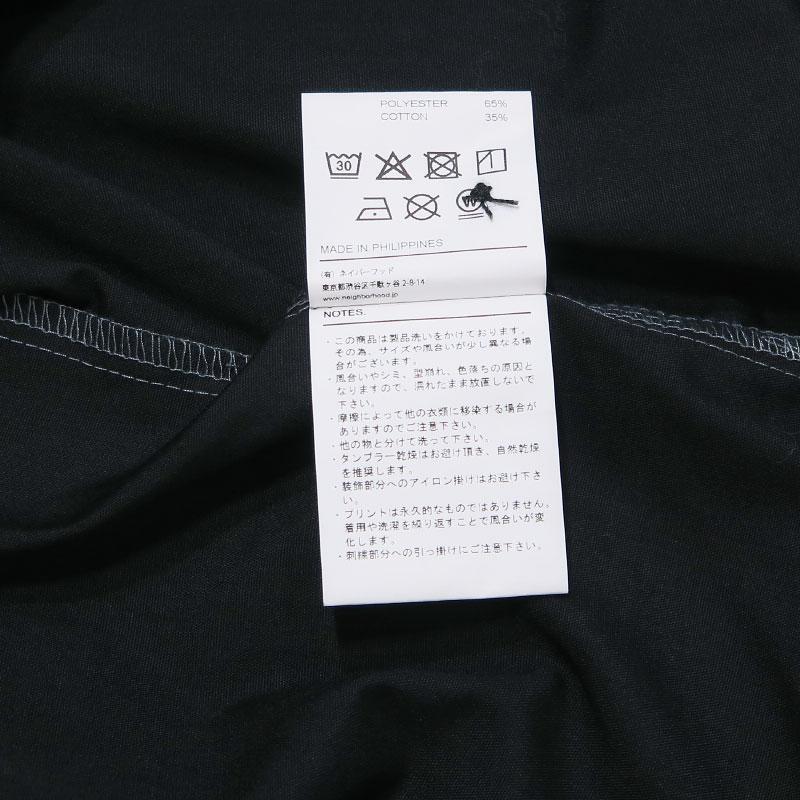 POLYESTER 65%
COTTON 35%
30
W
MADE IN PHILIPPINES
(有) ネイバーフッド
東京都渋谷区千駄ヶ谷 2-8-14
www.neighborhood.jp
NOTES.
・この商品は製品洗いをかけております。
その為、サイズや風合いが少し異なる場
合がございます。
・風合いやシミ、型崩れ、色落ちの原因と
なりますので、濡れたまま放置しないで
下さい。
・摩擦によって他の衣類に移染する場合が
ありますのでご注意下さい。
・他の物と分けて洗って下さい。
・タンブラー乾燥はお避け頂き、自然乾燥
を推奨します。
・装飾部分へのアイロン掛けはお避け下さ
い。
・プリントは永久的なものではありません。
着用や洗濯を繰り返すことで風合いが変
化します。
・刺繍部分への引っ掛けにご注意下さい。